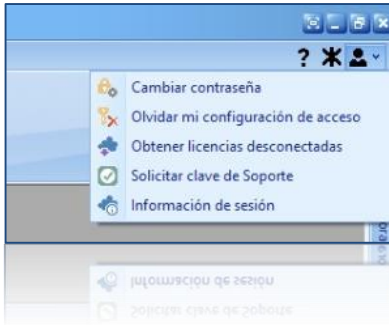 ?
Cambiar contraseña
Olvidar mi configuración de acceso
Obtener licencias desconectadas
Solicitar clave de Soporte
Información de sesión